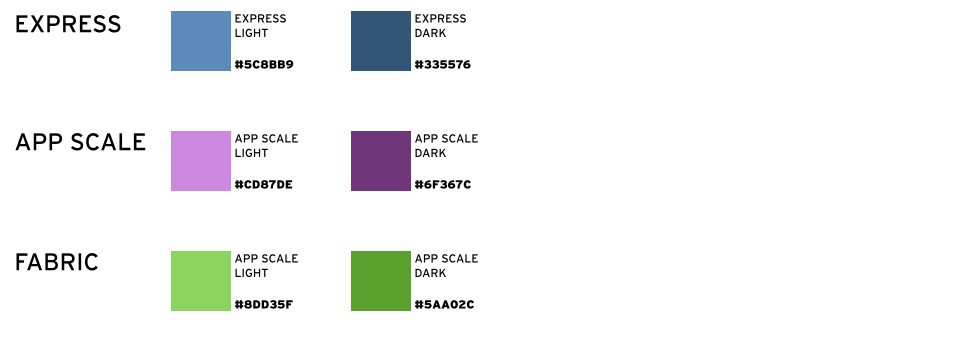 EXPRESS
EXPRESS
LIGHT
#5C8BB9
EXPRESS
DARK
#335576
APP SCALE
APP SCALE
LIGHT
#CD87DE
APP SCALE
DARK
#6F367C
FABRIC
APP SCALE
LIGHT
#8DD35F
APP SCALE
DARK
#5AA02C